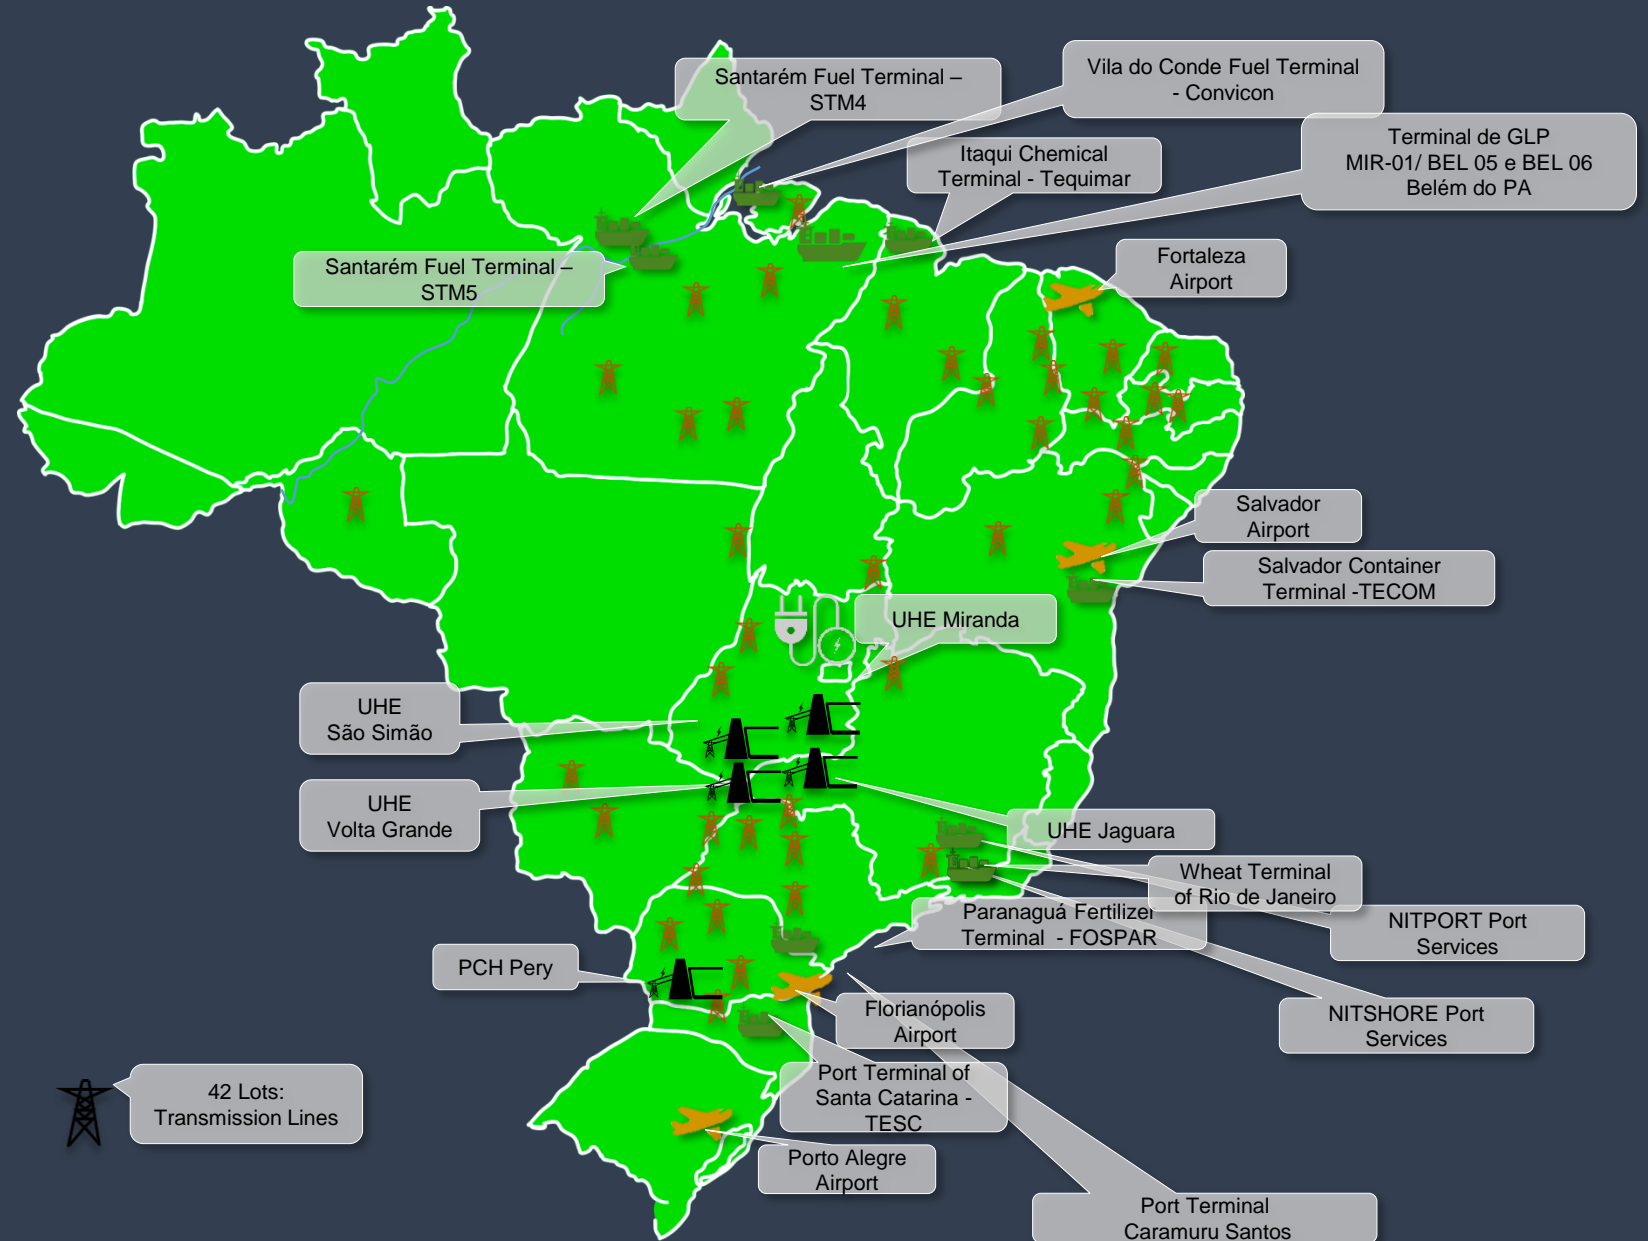 Santarém Fuel Terminal –
STM4
Vila do Conde Fuel Terminal
- Convicon
Itaqui Chemical
Terminal - Tequimar
Terminal de GLP
MIR-01/ BEL 05 e BEL 06
Belém do PA
Santarém Fuel Terminal –
STM5
Fortaleza
Airport
Salvador
Airport
Salvador Container
Terminal -TECOM
UHE Miranda
UHE
São Simão
UHE
Volta Grande
UHE Jaguara
Wheat Terminal
of Rio de Janeiro
Paranaguá Fertilizer
Terminal - FOSPAR
NITPORT Port
Services
PCH Pery
Florianópolis
Airport
NITSHORE Port
Services
Port Terminal of
Santa Catarina -
TESC
42 Lots:
Transmission Lines
Porto Alegre
Airport
Port Terminal
Caramuru Santos